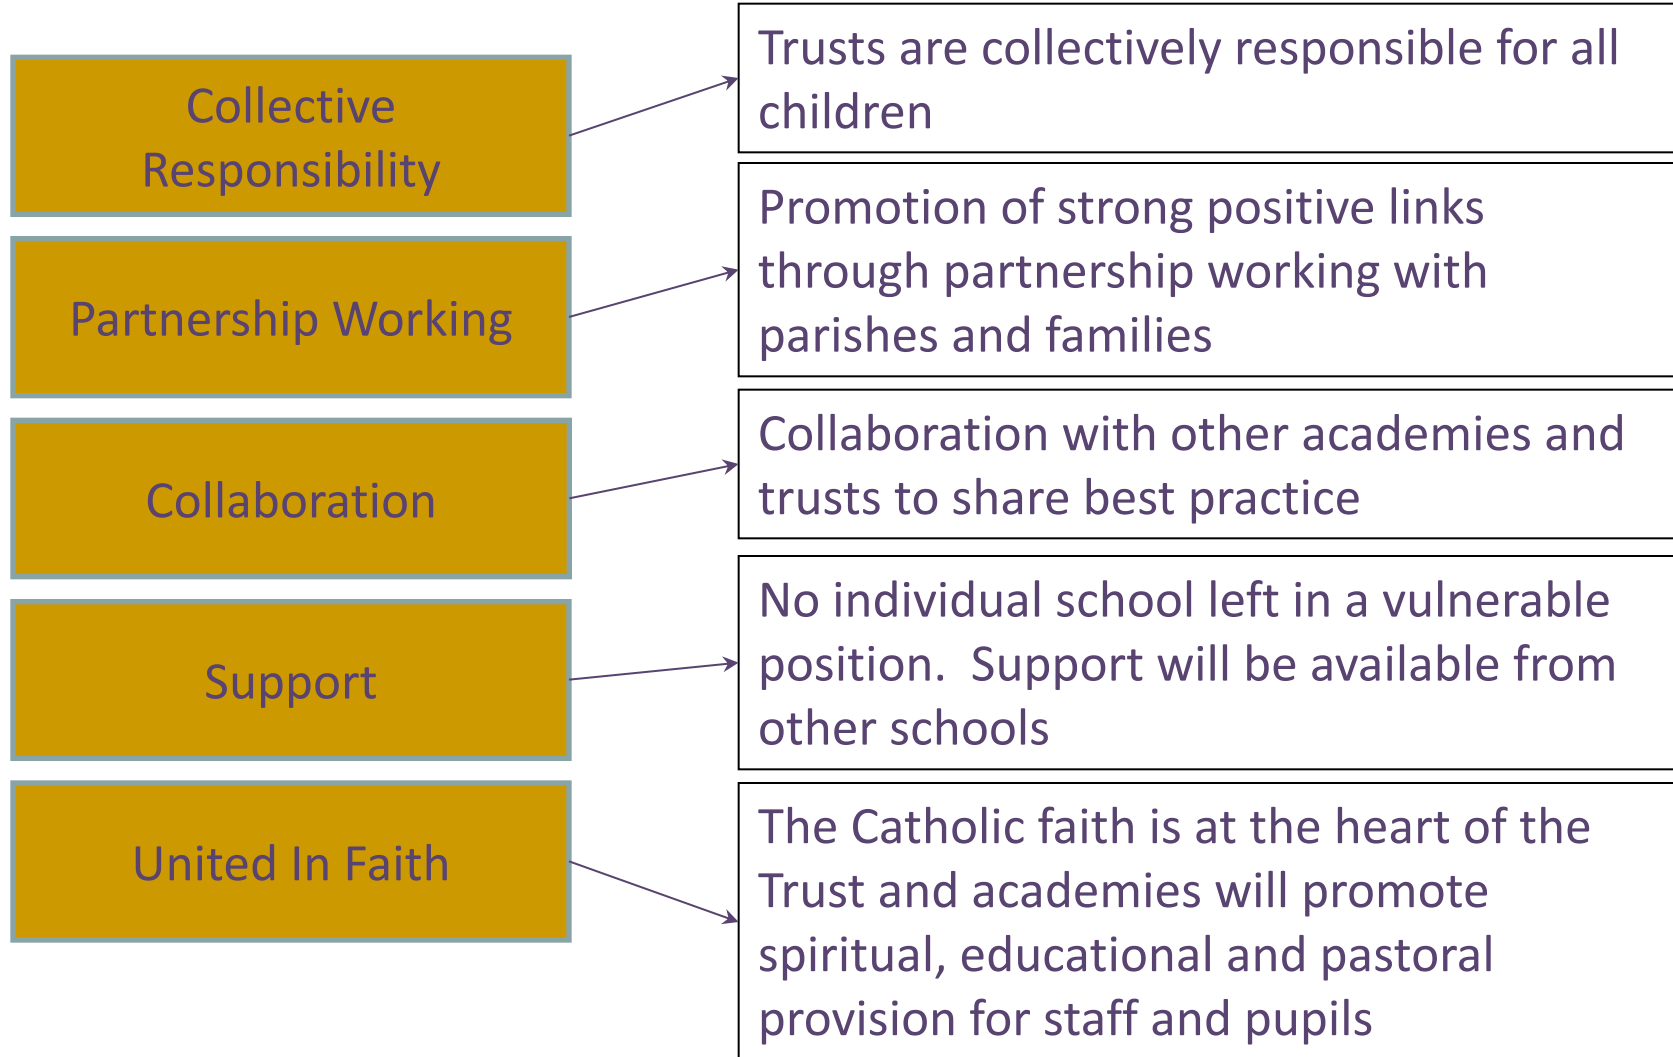 Collective
Responsibility
Trusts are collectively responsible for all
children
Partnership Working
Promotion of strong positive links
through partnership working with
parishes and families
Collaboration
Collaboration with other academies and
trusts to share best practice
Support
No individual school left in a vulnerable
position.  Support will be available from
other schools
United In Faith
The Catholic faith is at the heart of the
Trust and academies will promote
spiritual, educational and pastoral
provision for staff and pupils